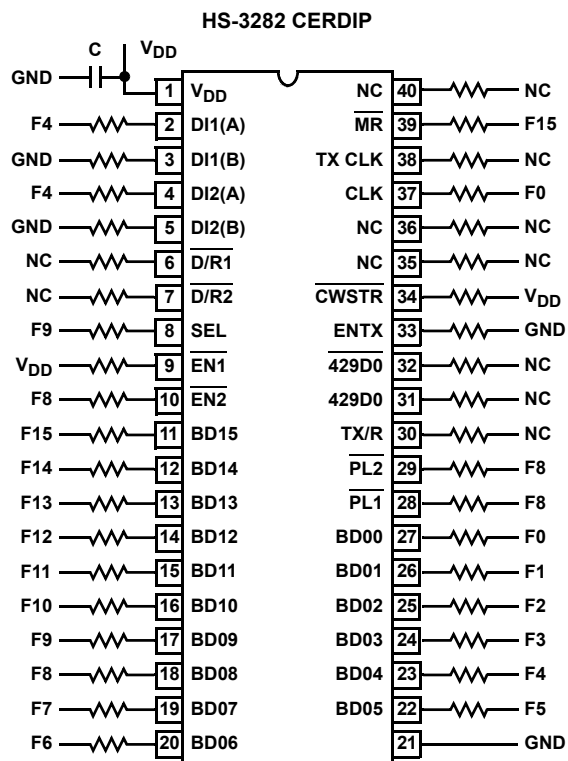 HS-3282 CERDIP
C VDD
GND 1 VDD NC 40 NC
F4 2 DI1(A) MR 39 F15
GND 3 DI1(B) TX CLK 38 NC
F4 4 DI2(A) CLK 37 F0
GND 5 DI2(B) NC 36 NC
NC 6 D/R1 NC 35 NC
NC 7 D/R2 CWSTR 34 VDD
F9 8 SEL ENTX 33 GND
VDD 9 EN1 429D0 32 NC
F8 10 EN2 429D0 31 NC
F15 11 BD15 TX/R 30 NC
F14 12 BD14 PL2 29 F8
F13 13 BD13 PL1 28 F8
F12 14 BD12 BD00 27 F0
F11 15 BD11 BD01 26 F1
F10 16 BD10 BD02 25 F2
F9 17 BD09 BD03 24 F3
F8 18 BD08 BD04 23 F4
F7 19 BD07 BD05 22 F5
F6 20 BD06 21 GND